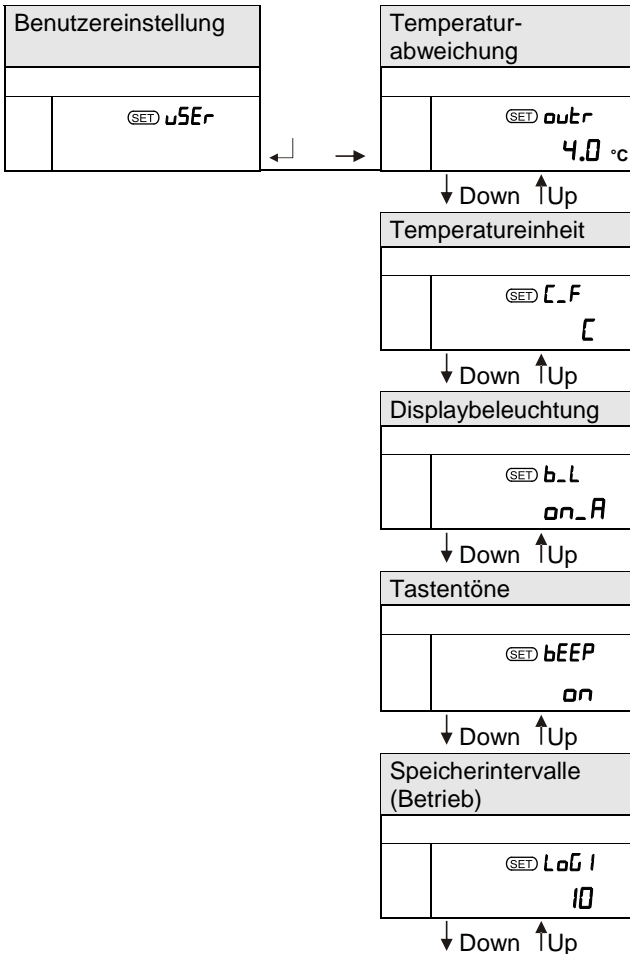 Benutzereinstellung
SET uSEr
Temperatur-
abweichung
SET outr
4.0 °C
Down Up
Temperatureinheit
SET C_F
C
Down Up
Displaybeleuchtung
SET b_L
on_A
Down Up
Tastentöne
SET bEEP
on
Down Up
Speicherintervalle
(Betrieb)
SET LoG1
10
Down Up